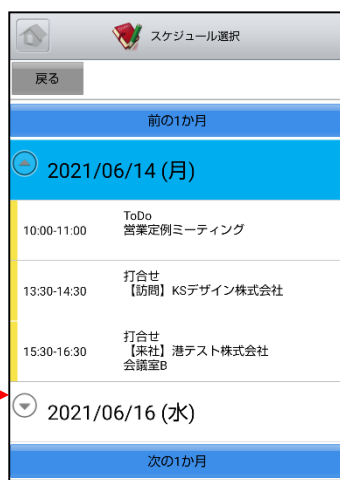 スケジュール選択
戻る
前の1か月
2021/06/14 (月)
10:00-11:00
ToDo
営業定例ミーティング
13:30-14:30
打合せ
【訪問】KSデザイン株式会社
15:30-16:30
打合せ
【来社】港テスト株式会社
会議室B
2021/06/16 (水)
次の1か月